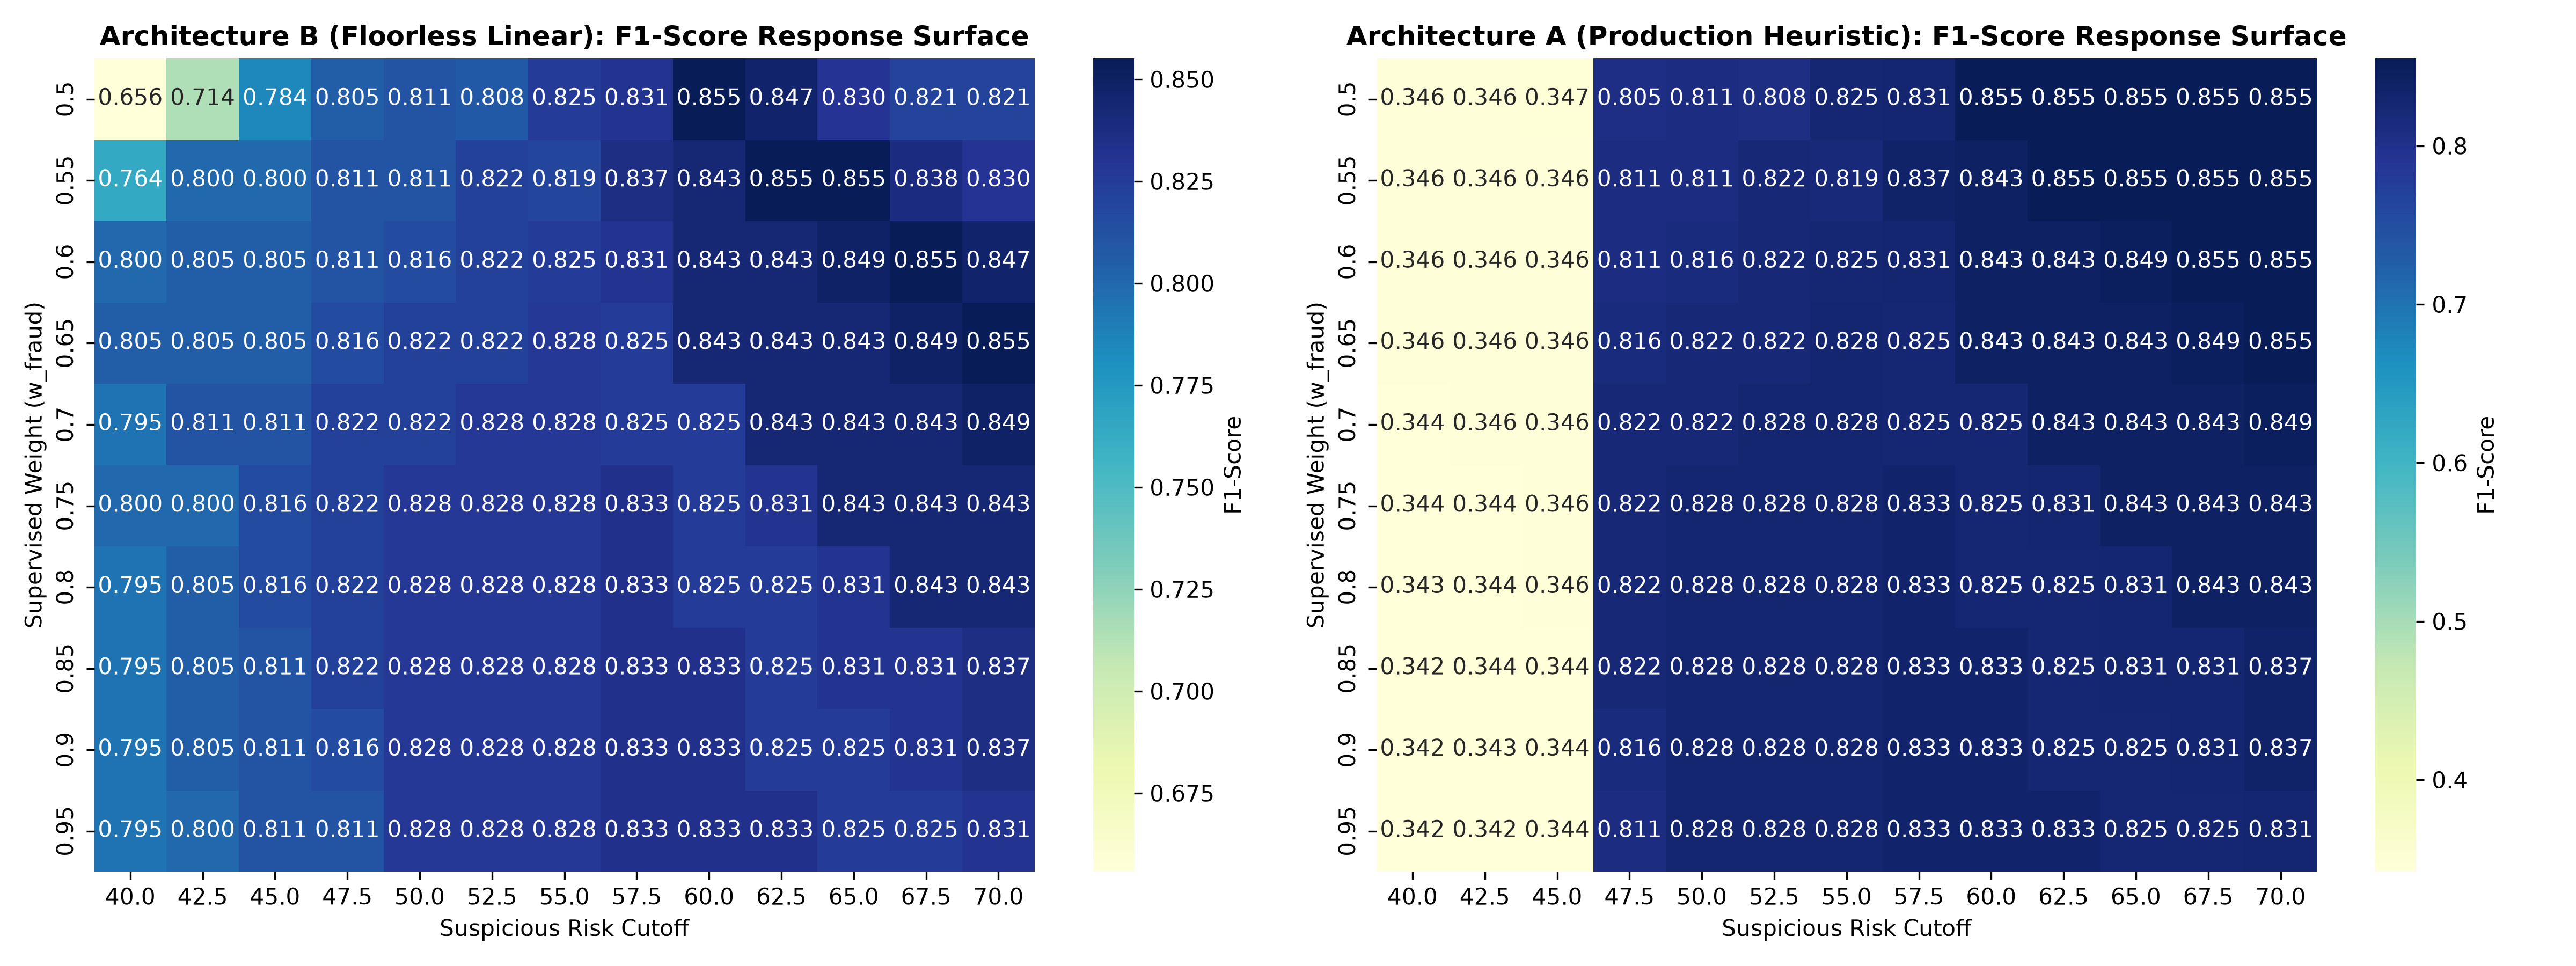 Architecture B (Floorless Linear): F1-Score Response Surface
Supervised Weight (w_fraud)
0.5 0.656 0.714 0.784 0.805 0.811 0.808 0.825 0.831 0.855 0.847 0.830 0.821 0.821
0.55 0.764 0.800 0.800 0.811 0.811 0.822 0.819 0.837 0.843 0.855 0.855 0.838 0.830
0.6 0.800 0.805 0.805 0.811 0.816 0.822 0.825 0.831 0.843 0.843 0.849 0.855 0.847
0.65 0.805 0.805 0.805 0.816 0.822 0.822 0.828 0.825 0.843 0.843 0.843 0.849 0.855
0.7 0.795 0.811 0.811 0.822 0.822 0.828 0.828 0.825 0.825 0.843 0.843 0.843 0.849
0.75 0.800 0.800 0.816 0.822 0.828 0.828 0.828 0.833 0.825 0.831 0.843 0.843 0.843
0.8 0.795 0.805 0.816 0.822 0.828 0.828 0.828 0.833 0.825 0.825 0.831 0.843 0.843
0.85 0.795 0.805 0.811 0.822 0.828 0.828 0.828 0.833 0.833 0.825 0.831 0.831 0.837
0.9 0.795 0.805 0.811 0.816 0.828 0.828 0.828 0.833 0.833 0.825 0.825 0.831 0.837
0.95 0.795 0.800 0.811 0.811 0.828 0.828 0.828 0.833 0.833 0.833 0.825 0.825 0.831
40.0 42.5 45.0 47.5 50.0 52.5 55.0 57.5 60.0 62.5 65.0 67.5 70.0
Suspicious Risk Cutoff
0.850
0.825
0.800
0.775
0.750
0.725
0.700
0.675
F1-Score
Architecture A (Production Heuristic): F1-Score Response Surface
Supervised Weight (w_fraud)
0.5 0.346 0.346 0.347 0.805 0.811 0.808 0.825 0.831 0.855 0.855 0.855 0.855 0.855
0.55 0.346 0.346 0.346 0.811 0.811 0.822 0.819 0.837 0.843 0.855 0.855 0.855 0.855
0.6 0.346 0.346 0.346 0.811 0.816 0.822 0.825 0.831 0.843 0.843 0.849 0.855 0.855
0.65 0.346 0.346 0.346 0.816 0.822 0.822 0.828 0.825 0.843 0.843 0.843 0.849 0.855
0.7 0.344 0.346 0.346 0.822 0.822 0.828 0.828 0.825 0.825 0.843 0.843 0.843 0.849
0.75 0.344 0.344 0.346 0.822 0.828 0.828 0.828 0.833 0.825 0.831 0.843 0.843 0.843
0.8 0.343 0.344 0.346 0.822 0.828 0.828 0.828 0.833 0.825 0.825 0.831 0.843 0.843
0.85 0.342 0.344 0.344 0.822 0.828 0.828 0.828 0.833 0.833 0.825 0.831 0.831 0.837
0.9 0.342 0.343 0.344 0.816 0.828 0.828 0.828 0.833 0.833 0.825 0.825 0.831 0.837
0.95 0.342 0.342 0.344 0.811 0.828 0.828 0.828 0.833 0.833 0.833 0.825 0.825 0.831
40.0 42.5 45.0 47.5 50.0 52.5 55.0 57.5 60.0 62.5 65.0 67.5 70.0
Suspicious Risk Cutoff
0.8
0.7
0.6
0.5
0.4
F1-Score